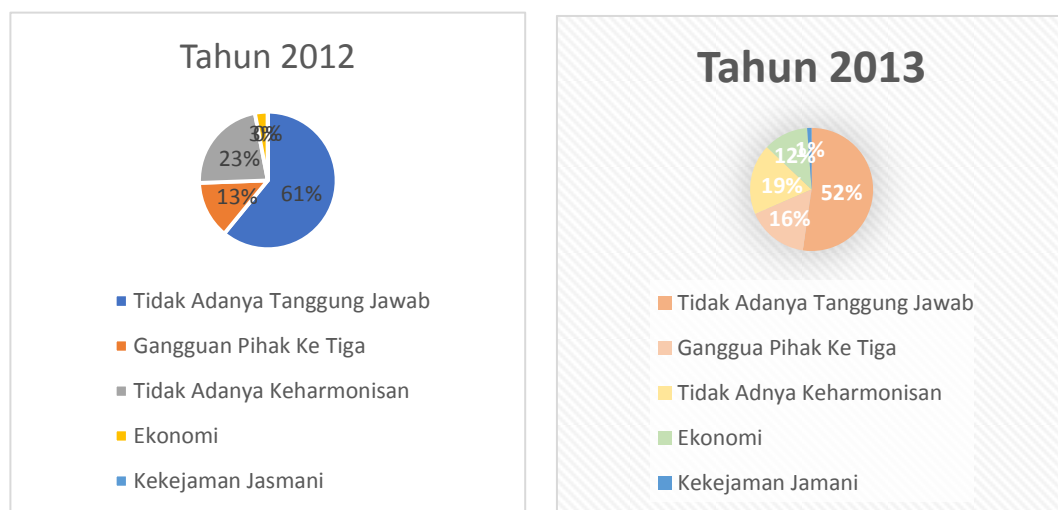 Tahun 2012
3%
0%
23%
13%
61%
Tidak Adanya Tanggung Jawab
Gangguan Pihak Ke Tiga
Tidak Adanya Keharmonisan
Ekonomi
Kekejaman Jasmani
Tahun 2013
12%
1%
19%
52%
16%
Tidak Adanya Tanggung Jawab
Ganggua Pihak Ke Tiga
Tidak Adnya Keharmonisan
Ekonomi
Kekejaman Jamani